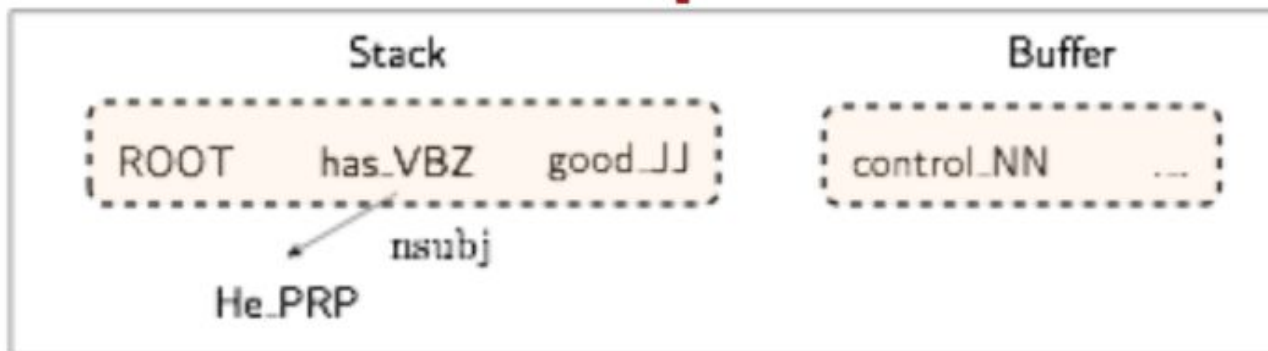 Stack Buffer
ROOT has_VBZ good_JJ control_NN ...
nsubj
He_PRP